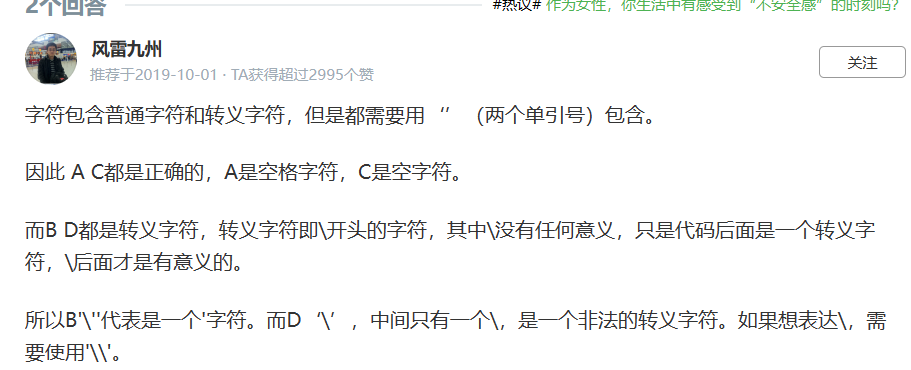 2个回答
#热议# 作为女性，你生活中有感受到“不安全感”的时刻吗？
风雷九州
推荐于2019-10-01 · TA获得超过2995个赞
关注
字符包含普通字符和转义字符，但是都需要用‘’（两个单引号）包含。
因此 A C都是正确的，A是空格字符，C是空字符。
而B D都是转义字符，转义字符即\开头的字符，其中\没有任何意义，只是代码后面是一个转义字
符，\后面才是有意义的。
所以B'\''代表是一个'字符。而D‘\’，中间只有一个\，是一个非法的转义字符。如果想表达\，需
要使用'\\'。